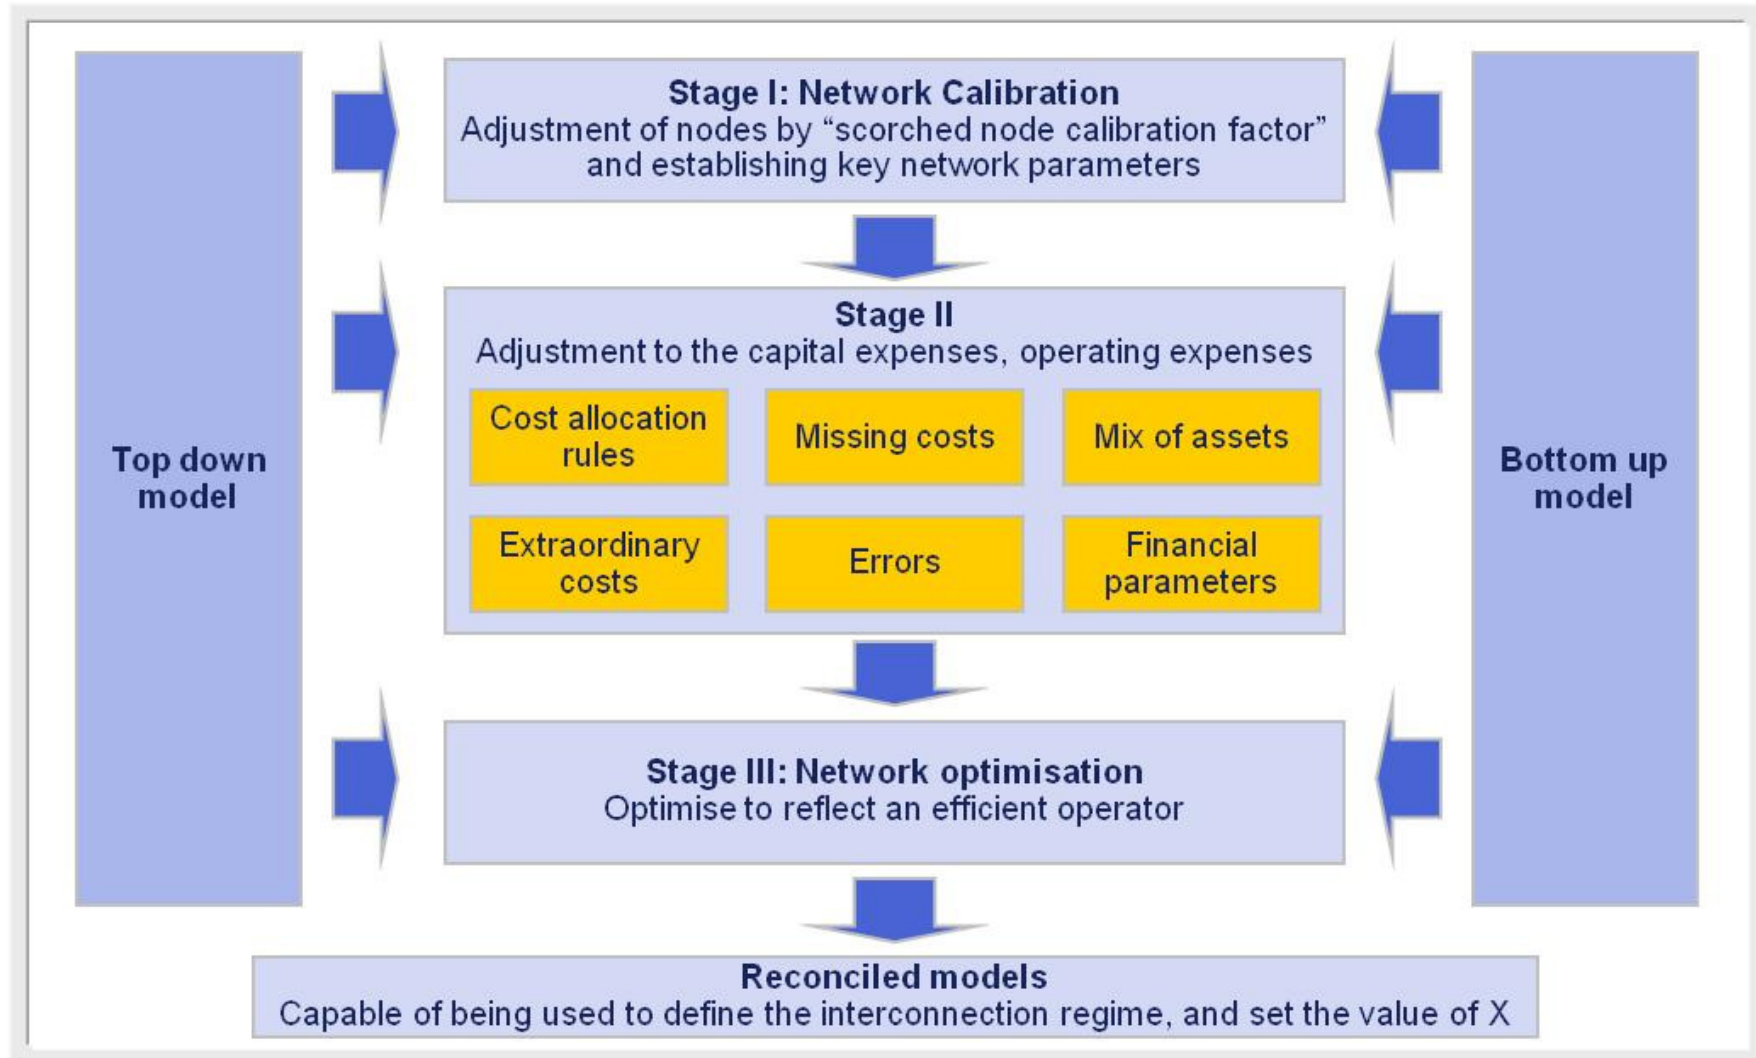 Stage I: Network Calibration
Adjustment of nodes by “scorched node calibration factor”
and establishing key network parameters
Stage II
Adjustment to the capital expenses, operating expenses
Cost allocation
rules
Missing costs
Mix of assets
Extraordinary
costs
Errors
Financial
parameters
Top down
model
Bottom up
model
Stage III: Network optimisation
Optimise to reflect an efficient operator
Reconciled models
Capable of being used to define the interconnection regime, and set the value of X